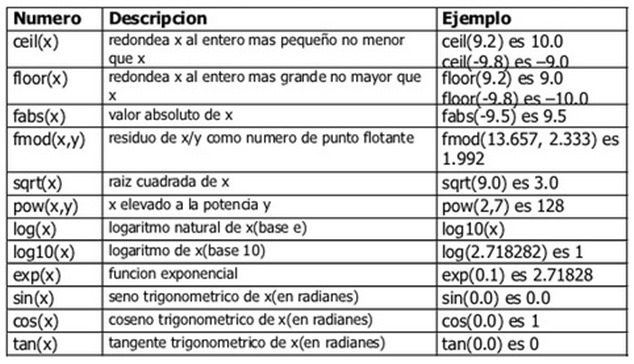 Numero Descripcion Ejemplo
ceil(x) redondea x al entero mas pequeño no menor ceil(9.2) es 10.0
que x ceil(-9.8) es –9.0
floor(x) redondea x al entero mas grande no mayor que floor(9.2) es 9.0
x floor(-9.8) es –10.0
fabs(x) valor absoluto de x fabs(-9.5) es 9.5
fmod(x,y) residuo de x/y como numero de punto flotante fmod(13.657, 2.333) es
1.992
sqrt(x) raiz cuadrada de x sqrt(9.0) es 3.0
pow(x,y) x elevado a la potencia y pow(2,7) es 128
log(x) logaritmo natural de x(base e) log10(x)
log10(x) logaritmo de x(base 10) log(2.718282) es 1
exp(x) funcion exponencial exp(0.1) es 2.71828
sin(x) seno trigonometrico de x(en radianes) sin(0.0) es 0.0
cos(x) coseno trigonometrico de x(en radianes) cos(0.0) es 1
tan(x) tangente trigonometrico de x(en radianes) tan(0.0) es 0